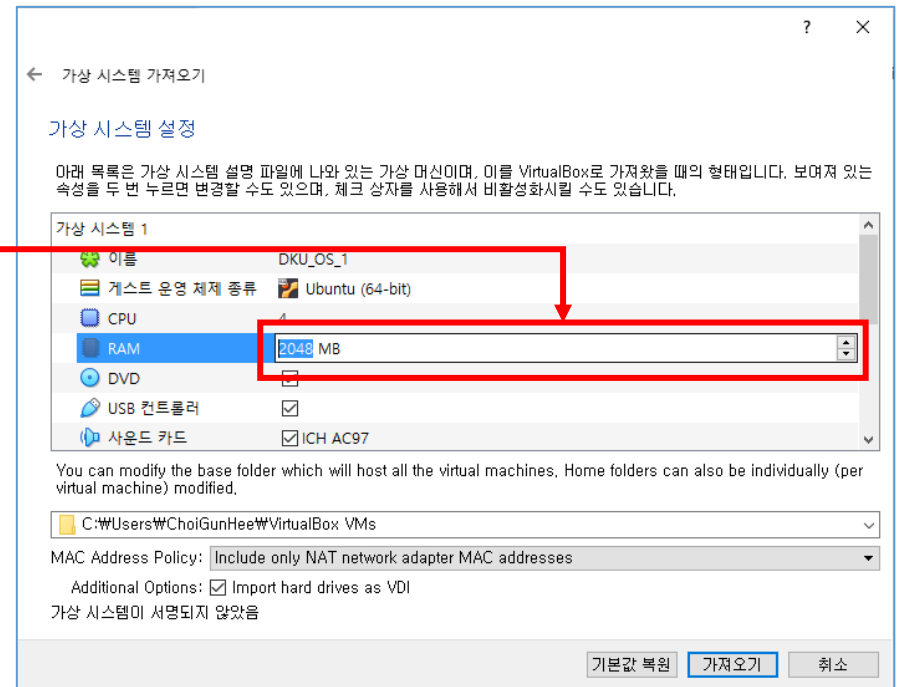 ?
가상 시스템 가져오기
가상 시스템 설정
아래 목록은 가상 시스템 설명 파일에 나와 있는 가상 머신이며, 이를 VirtualBox로 가져왔을 때의 형태입니다. 보여져 있는
속성을 두 번 누르면 변경할 수도 있으며, 체크 상자를 사용해서 비활성화시킬 수도 있습니다.
가상 시스템 1
이름 DKU_OS_1
게스트 운영 체제 종류 Ubuntu (64-bit)
CPU 4
RAM 2048 MB
DVD
USB 컨트롤러
사운드 카드 ICH AC97
You can modify the base folder which will host all the virtual machines. Home folders can also be individually (per
virtual machine) modified.
C:₩Users₩ChoiGunHee₩VirtualBox VMs
MAC Address Policy: Include only NAT network adapter MAC addresses
Additional Options: Import hard drives as VDI
가상 시스템이 서명되지 않았음
기본값 복원 가져오기 취소